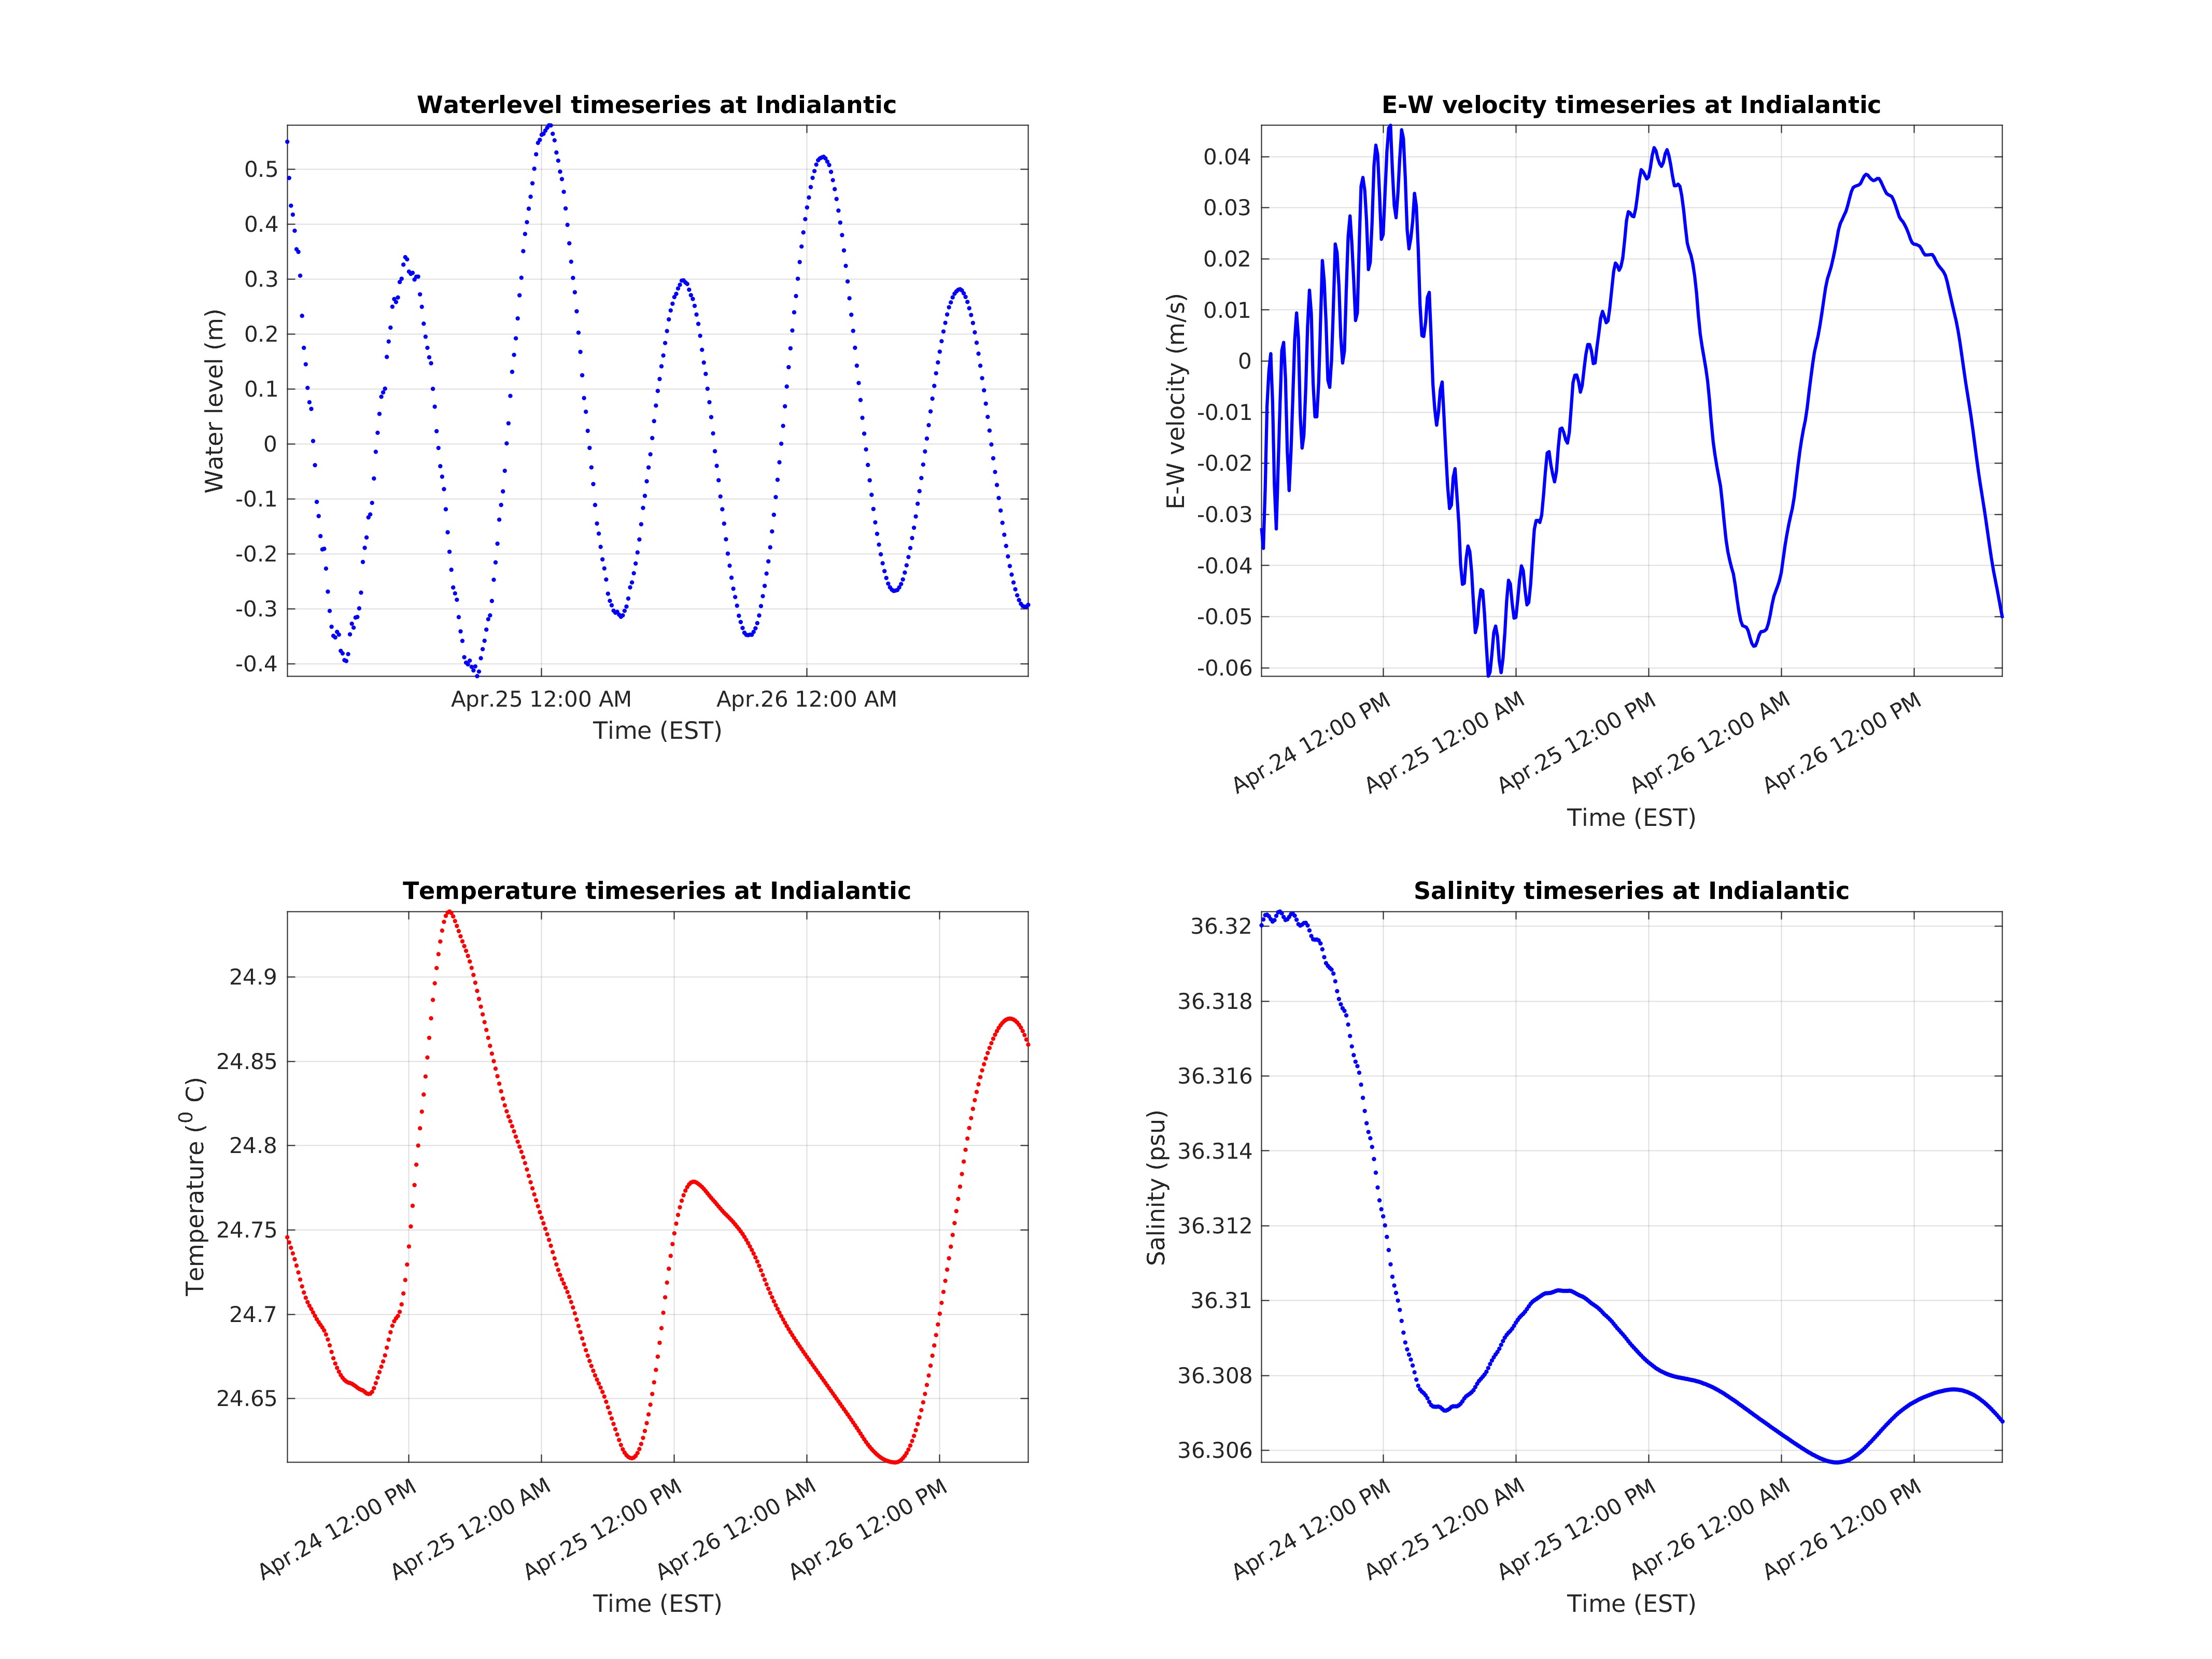 Waterlevel timeseries at Indialantic
0.5
0.4
0.3
0.2
0.1
0
-0.1
-0.2
-0.3
-0.4
Water level (m)
Apr.25 12:00 AM
Apr.26 12:00 AM
Time (EST)
E-W velocity timeseries at Indialantic
0.04
0.03
0.02
0.01
0
-0.01
-0.02
-0.03
-0.04
-0.05
-0.06
E-W velocity (m/s)
Apr.24 12:00 PM
Apr.25 12:00 AM
Apr.25 12:00 PM
Apr.26 12:00 AM
Apr.26 12:00 PM
Time (EST)
Temperature timeseries at Indialantic
24.9
24.85
24.8
24.75
24.7
24.65
Temperature (⁰ C)
Apr.24 12:00 PM
Apr.25 12:00 AM
Apr.25 12:00 PM
Apr.26 12:00 AM
Apr.26 12:00 PM
Time (EST)
Salinity timeseries at Indialantic
36.32
36.318
36.316
36.314
36.312
36.31
36.308
36.306
Salinity (psu)
Apr.24 12:00 PM
Apr.25 12:00 AM
Apr.25 12:00 PM
Apr.26 12:00 AM
Apr.26 12:00 PM
Time (EST)